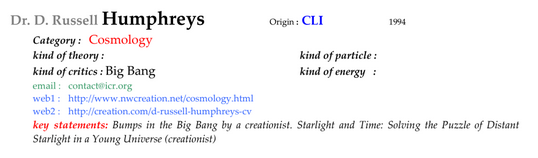 Dr. D. Russell Humphreys Origin : CLI 1994
Category : Cosmology
kind of theory : kind of particle :
kind of critics : Big Bang kind of energy :
email : contact@icr.org
web1 : http://www.nwcreation.net/cosmology.html
web2 : http://creation.com/d-russell-humphreys-cv
key statements: Bumps in the Big Bang by a creationist. Starlight and Time: Solving the Puzzle of Distant
Starlight in a Young Universe (creationist)